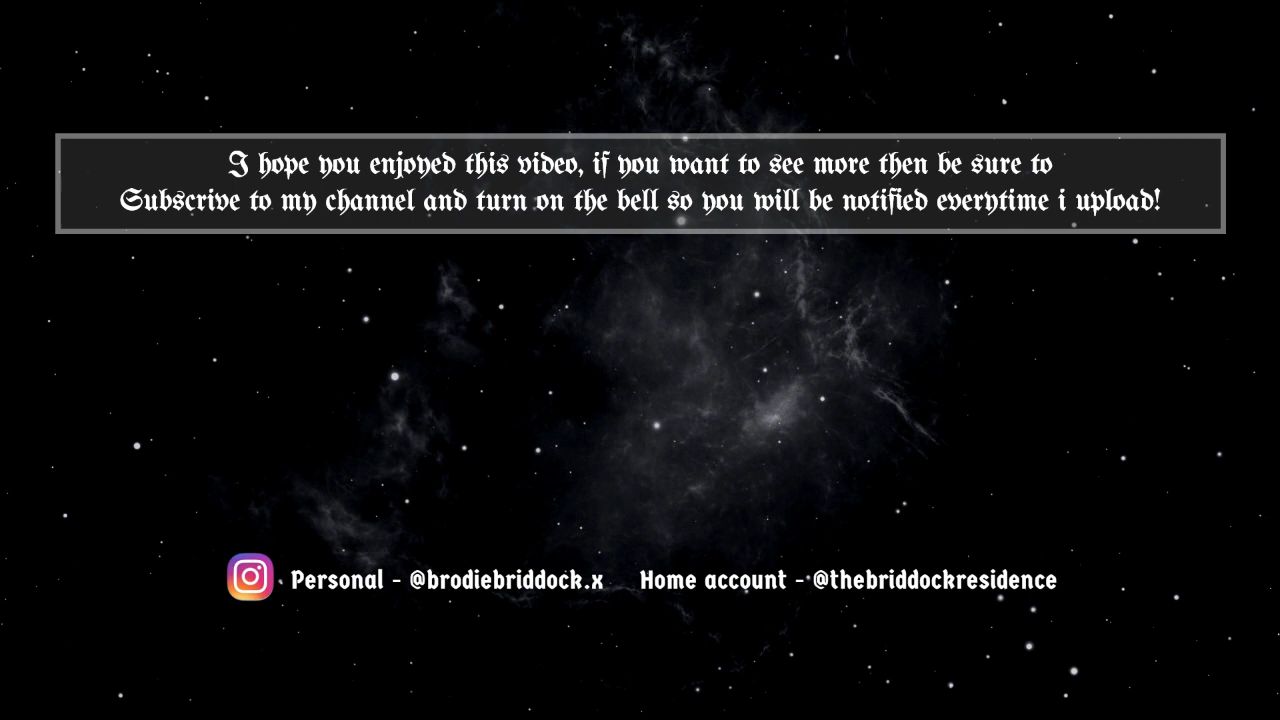 I hope you enjoyed this video, if you want to see more then be sure to
Subscrive to my channel and turn on the bell so you will be notified everytime i upload!
Personal - @brodiebriddock.x Home account - @thebriddockresidence